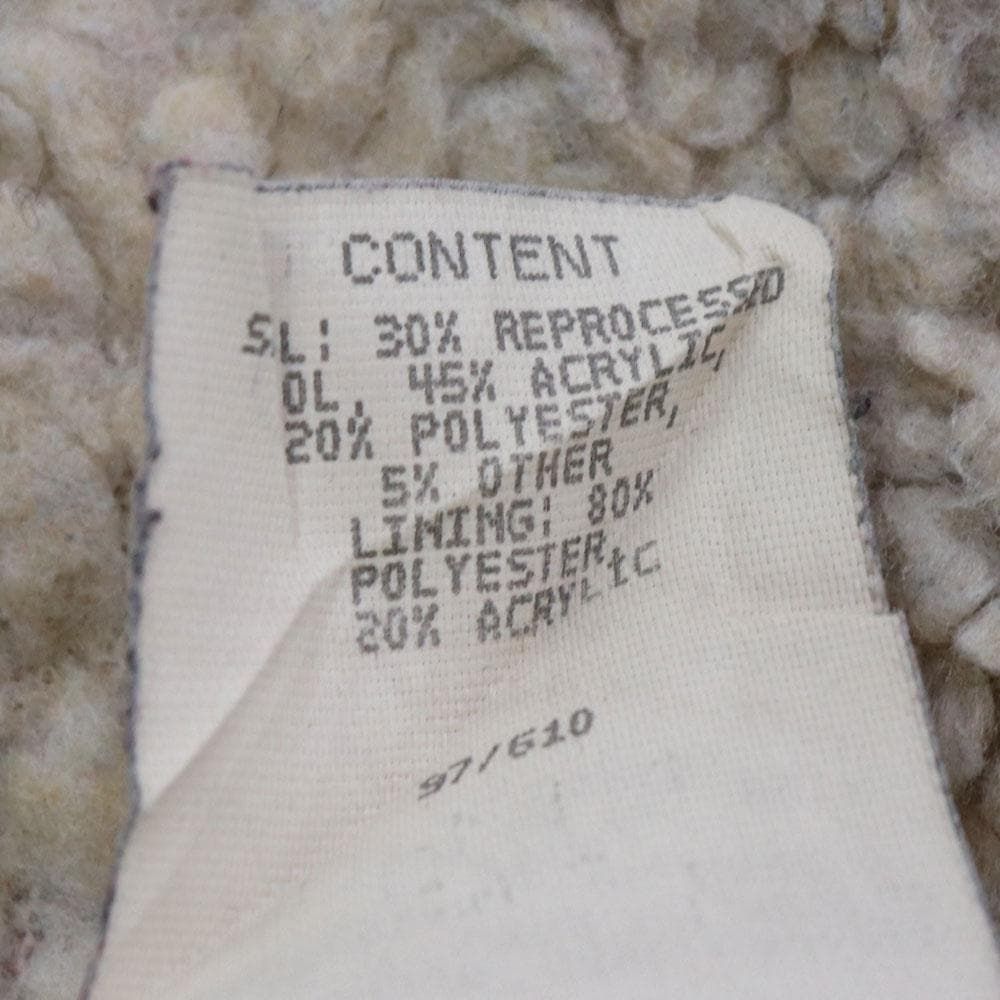 CONTENT
SL: 30% REPROCESSED
OL, 45% ACRYLIC,
20% POLYESTER,
5% OTHER
LINING: 80%
POLYESTER,
20% ACRYLIC
97/610